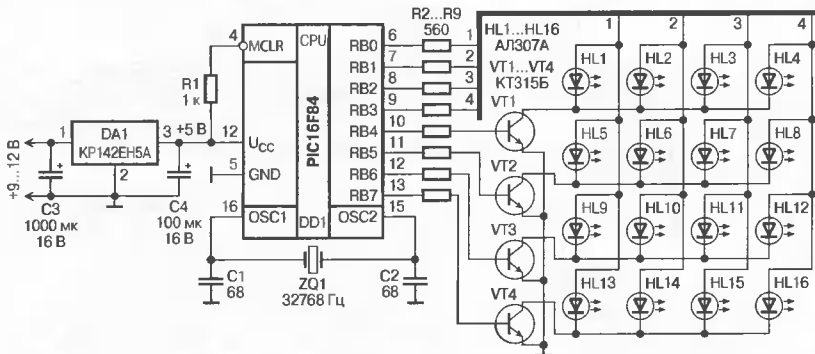 R2...R9
560
HL1...HL16
АЛ307А
VT1...VT4
КТ315Б
1
2
3
4
4
MCLR
CPU
RB0
RB1
RB2
RB3
RB4
RB5
RB6
RB7
6
7
8
9
10
11
12
13
1
2
3
4
R1
1 к
DA1
КР142ЕН5А
1
3
+5 В
2
12
UCC
5
GND
16
OSC1
PIC16F84
DD1
OSC2
15
+9...12 В
C3
1000 мк
16 В
C4
100 мк
16 В
C1
68
ZQ1
32768 Гц
C2
68
VT1
VT2
VT3
VT4
HL1
HL2
HL3
HL4
HL5
HL6
HL7
HL8
HL9
HL10
HL11
HL12
HL13
HL14
HL15
HL16